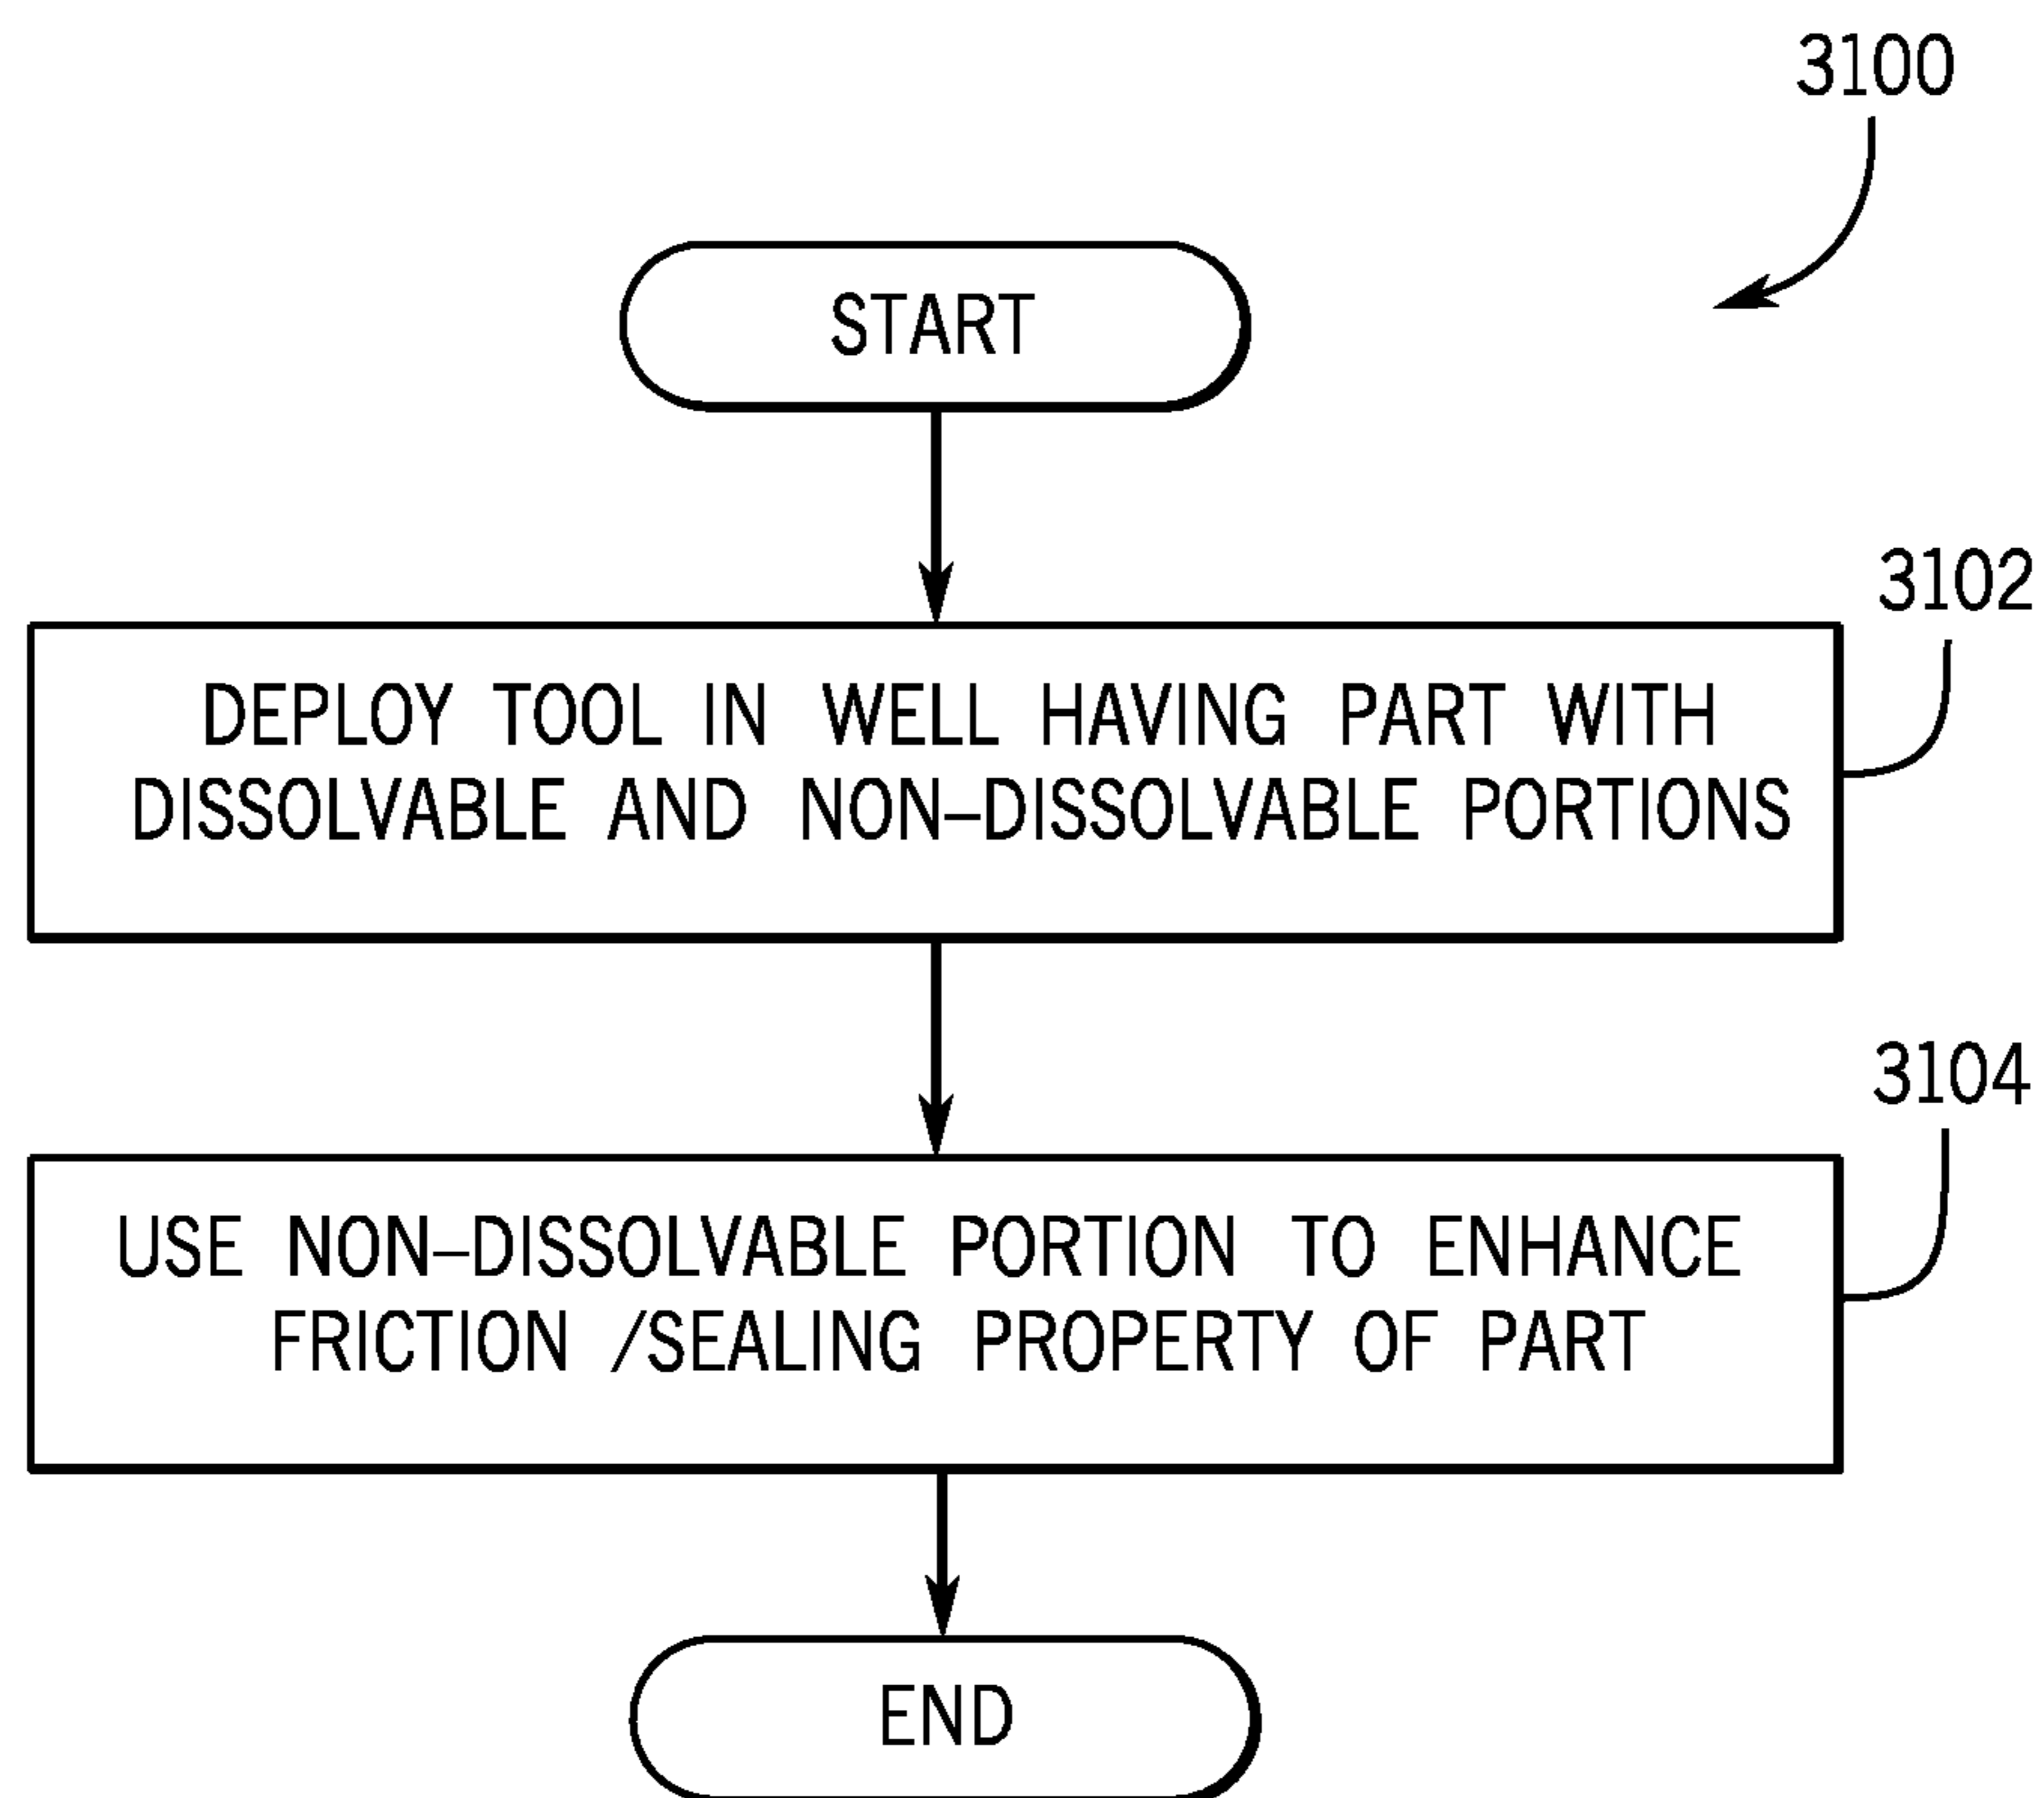 3100
START
3102
DEPLOY TOOL IN WELL HAVING PART WITH
DISSOLVABLE AND NON–DISSOLVABLE PORTIONS
3104
USE NON–DISSOLVABLE PORTION TO ENHANCE
FRICTION /SEALING PROPERTY OF PART
END